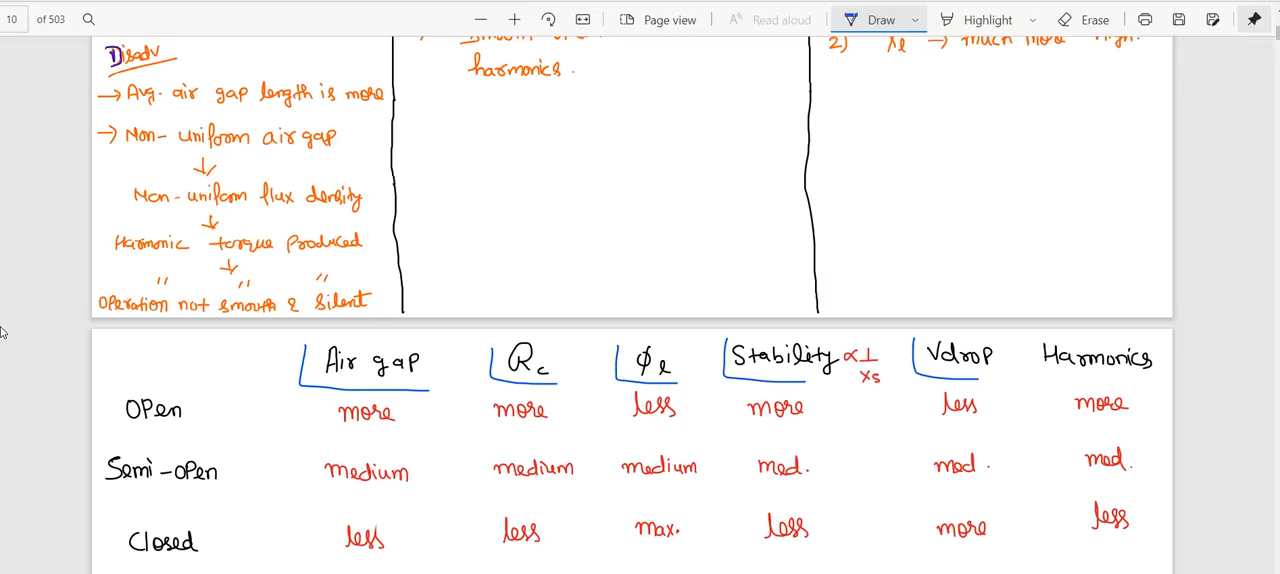 10 of 503
Page view
Read aloud
Draw
Highlight
Erase
Disadv
→ Avg. air gap length is more
→ Non-uniform air gap
↓
Non-uniform flux density
↓
Harmonic torque produced
↓
" " "
Operation not smooth & silent
harmonics.
2) Xl → much more high.
Air gap Rc φl Stability ∝ 1/Xs Vdrop Harmonics
Open more more less more less more
Semi-open medium medium medium med. med. med.
Closed less less max. less more less